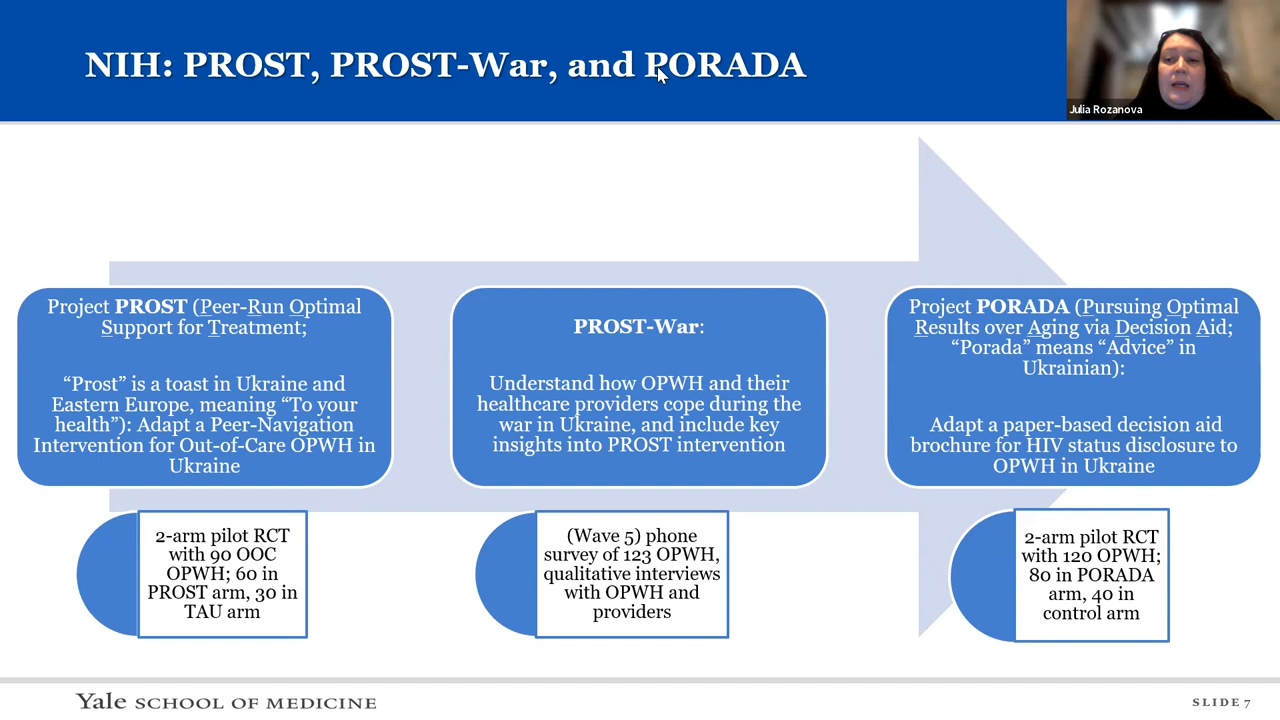 NIH: PROST, PROST-War, and PORADA
Julia Rozanova
Project PROST (Peer-Run Optimal
Support for Treatment;
“Prost” is a toast in Ukraine and
Eastern Europe, meaning “To your
health”): Adapt a Peer-Navigation
Intervention for Out-of-Care OPWH in
Ukraine
2-arm pilot RCT
with 90 OOC
OPWH; 60 in
PROST arm, 30 in
TAU arm
PROST-War:
Understand how OPWH and their
healthcare providers cope during the
war in Ukraine, and include key
insights into PROST intervention
(Wave 5) phone
survey of 123 OPWH,
qualitative interviews
with OPWH and
providers
Project PORADA (Pursuing Optimal
Results over Aging via Decision Aid;
“Porada” means “Advice” in
Ukrainian):
Adapt a paper-based decision aid
brochure for HIV status disclosure to
OPWH in Ukraine
2-arm pilot RCT
with 120 OPWH;
80 in PORADA
arm, 40 in
control arm
Yale SCHOOL OF MEDICINE
SLIDE 7